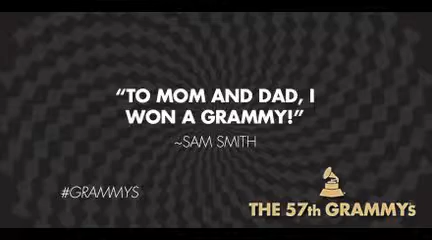 “TO MOM AND DAD, I
WON A GRAMMY!”
~SAM SMITH
#GRAMMYS
THE 57th GRAMMYs